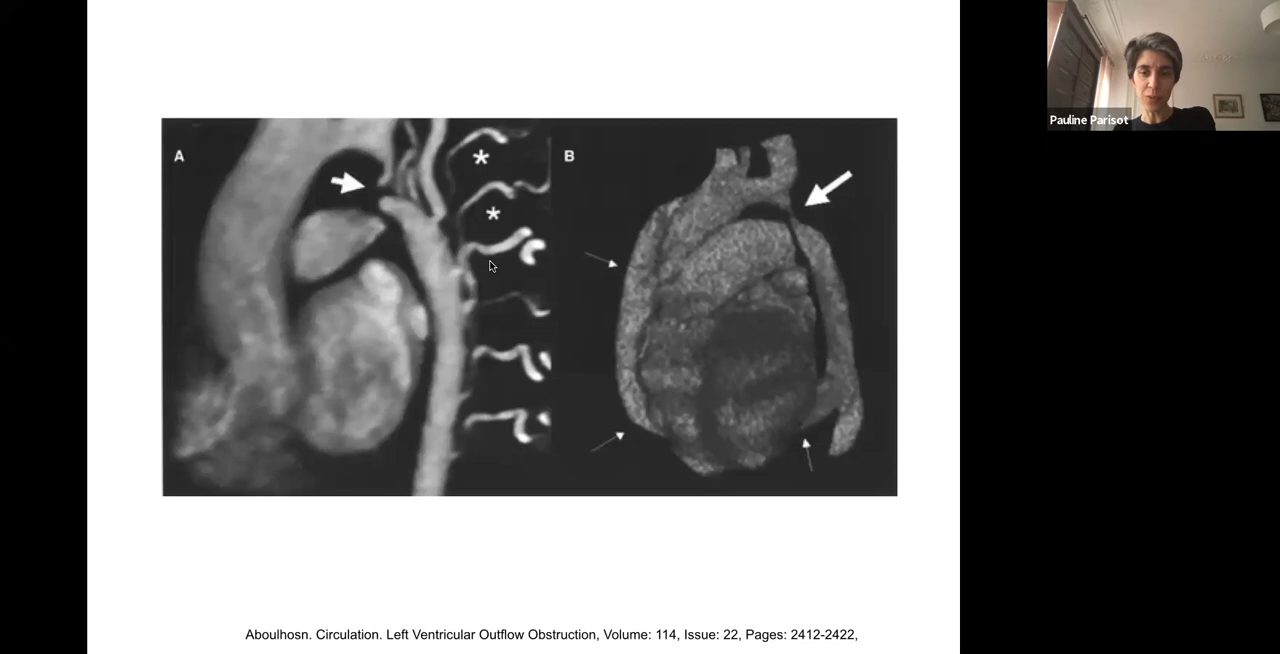 A
*
*
B
Aboulhosn. Circulation. Left Ventricular Outflow Obstruction, Volume: 114, Issue: 22, Pages: 2412-2422,
Pauline Parisot